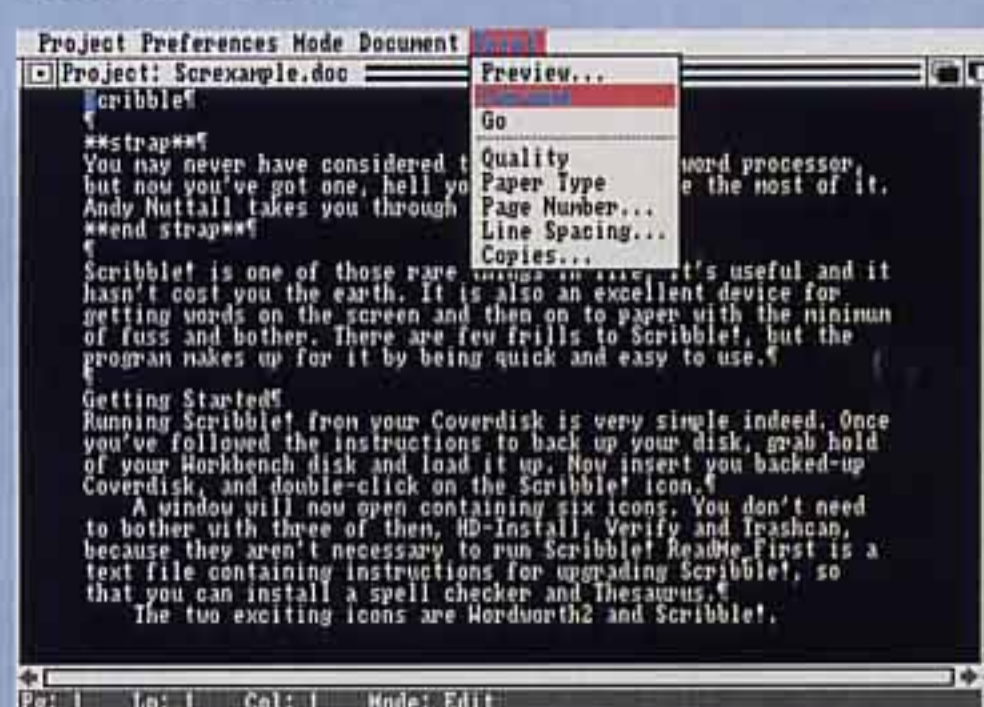 Project Preferences Mode Document
Project: Screxample.doc
Preview...
Go
Quality
Paper Type
Page Number...
Line Spacing...
Copies...
cribble!¶
¶
**strap**¶
You may never have considered t word processor,
but now you've got one, hell yo e the most of it.
Andy Nuttall takes you through
**end strap**¶
¶
Scribble! is one of those rare things in life, it's useful and it
hasn't cost you the earth. It is also an excellent device for
getting words on the screen and then on to paper with the minimum
of fuss and bother. There are few frills to Scribble!, but the
program makes up for it by being quick and easy to use.¶
¶
Getting Started¶
Running Scribble! from your Coverdisk is very simple indeed. Once
you've followed the instructions to back up your disk, grab hold
of your Workbench disk and load it up. Now insert you backed-up
Coverdisk, and double-click on the Scribble! icon.¶
A window will now open containing six icons. You don't need
to bother with three of them, HD-Install, Verify and Trashcan,
because they aren't necessary to run Scribble! ReadMe_First is a
text file containing instructions for upgrading Scribble!, so
that you can install a spell checker and Thesaurus.¶
The two exciting icons are Wordworth2 and Scribble!.
Pg: 1 Ln: 1 Col: 1 Mode: Edit